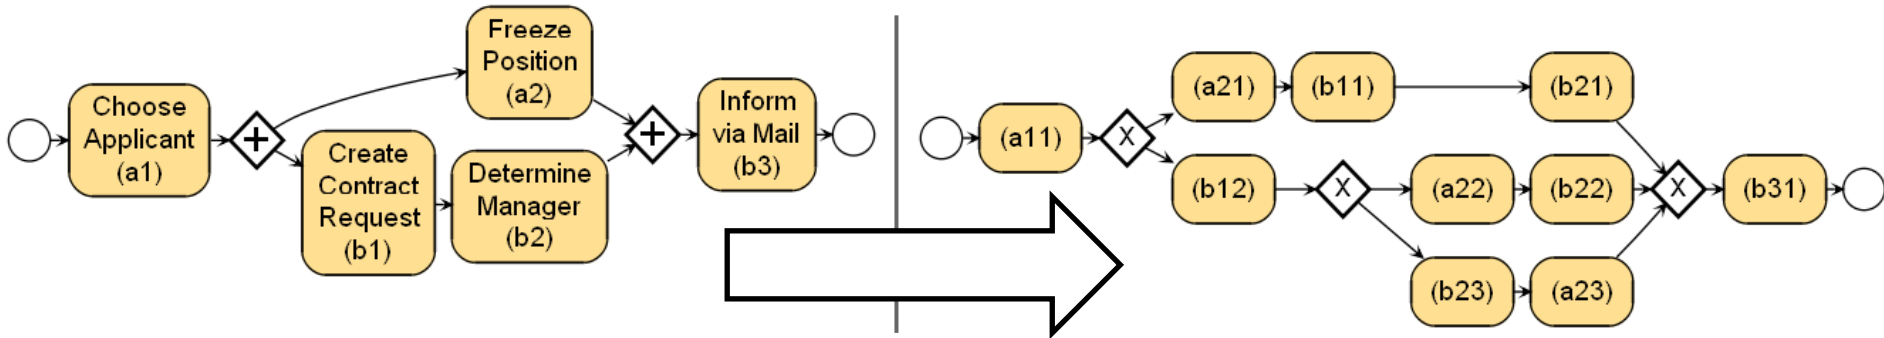 Choose
Applicant
(a1)
+
Freeze
Position
(a2)
Create
Contract
Request
(b1)
Determine
Manager
(b2)
+
Inform
via Mail
(b3)
(a11)
X
(a21)
(b11)
(b21)
(b12)
X
(a22)
(b22)
X
(b31)
(b23)
(a23)